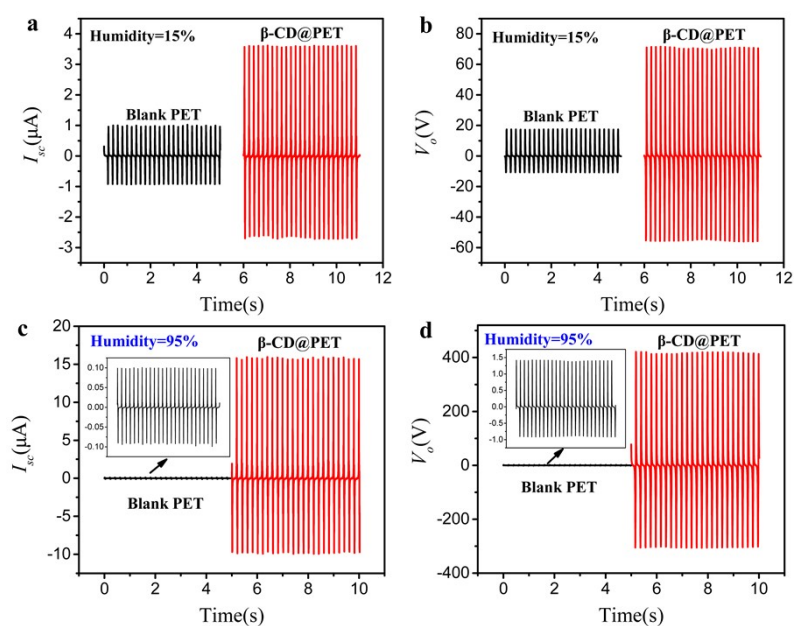 a
Humidity=15%
β-CD@PET
Blank PET
Isc(μA)
4
3
2
1
0
-1
-2
-3
0 2 4 6 8 10 12
Time(s)
b
Humidity=15%
β-CD@PET
Blank PET
Vo(V)
80
60
40
20
0
-20
-40
-60
0 2 4 6 8 10 12
Time(s)
c
Humidity=95%
β-CD@PET
Blank PET
Isc(μA)
20
15
10
5
0
-5
-10
0.10
0.05
0.00
-0.05
-0.10
0 2 4 6 8 10
Time(s)
d
Humidity=95%
β-CD@PET
Blank PET
Vo(V)
400
200
0
-200
-400
1.5
1.0
0.5
0.0
-0.5
-1.0
0 2 4 6 8 10
Time(s)